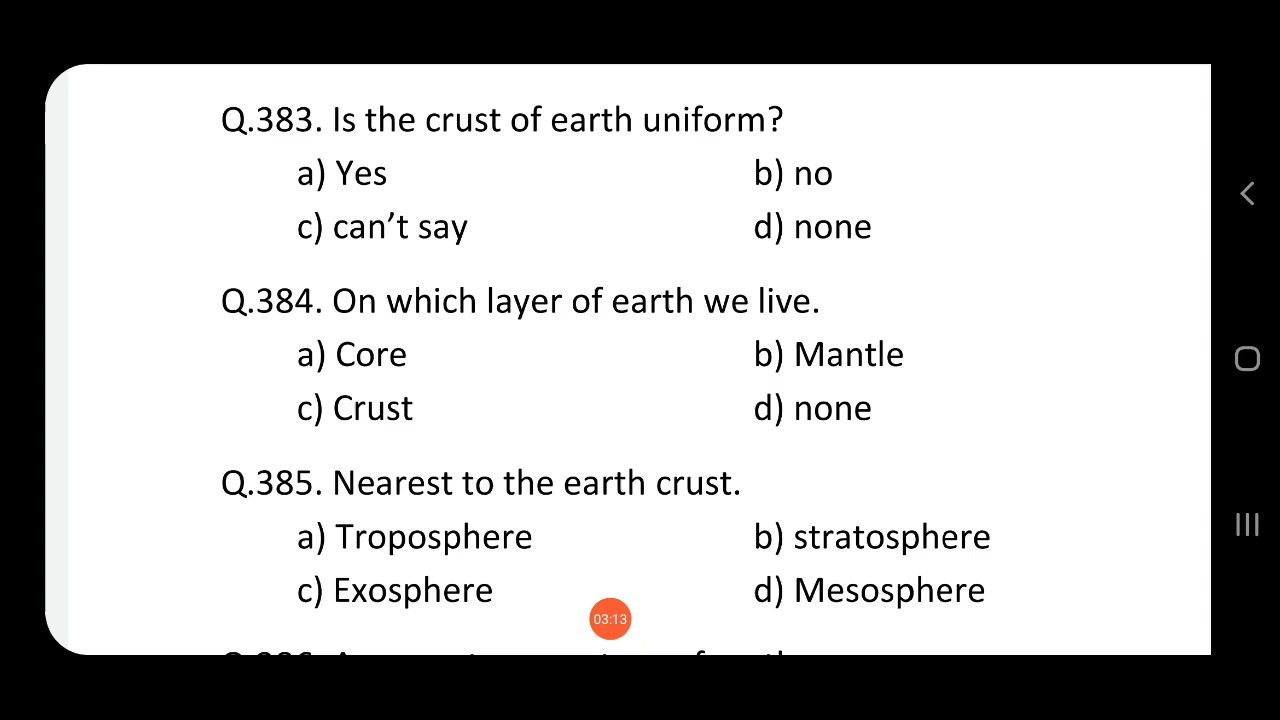 Q.383. Is the crust of earth uniform?
a) Yes b) no
c) can’t say d) none
Q.384. On which layer of earth we live.
a) Core b) Mantle
c) Crust d) none
Q.385. Nearest to the earth crust.
a) Troposphere b) stratosphere
c) Exosphere d) Mesosphere
03:13